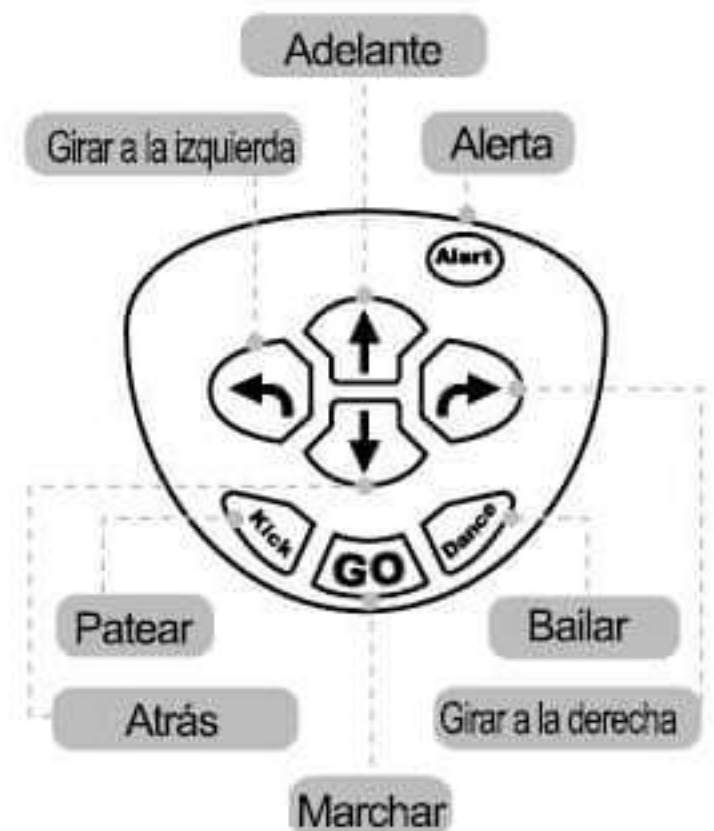 Adelante
Girar a la izquierda
Alerta
Alert
Kick
GO
Dance
Patear
Bailar
Atrás
Girar a la derecha
Marchar